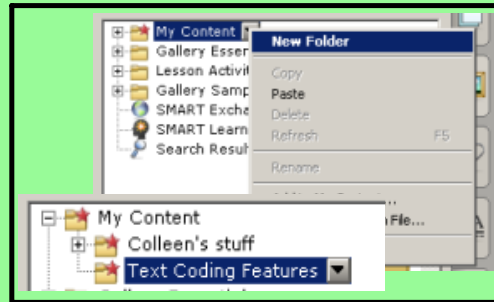 My Content
Gallery Essen
Lesson Activit
Gallery Samp
SMART Excha
SMART Learn
Search Resul
New Folder
Copy
Paste
Delete
Refresh F5
Rename
File...
My Content
Colleen's stuff
Text Coding Features